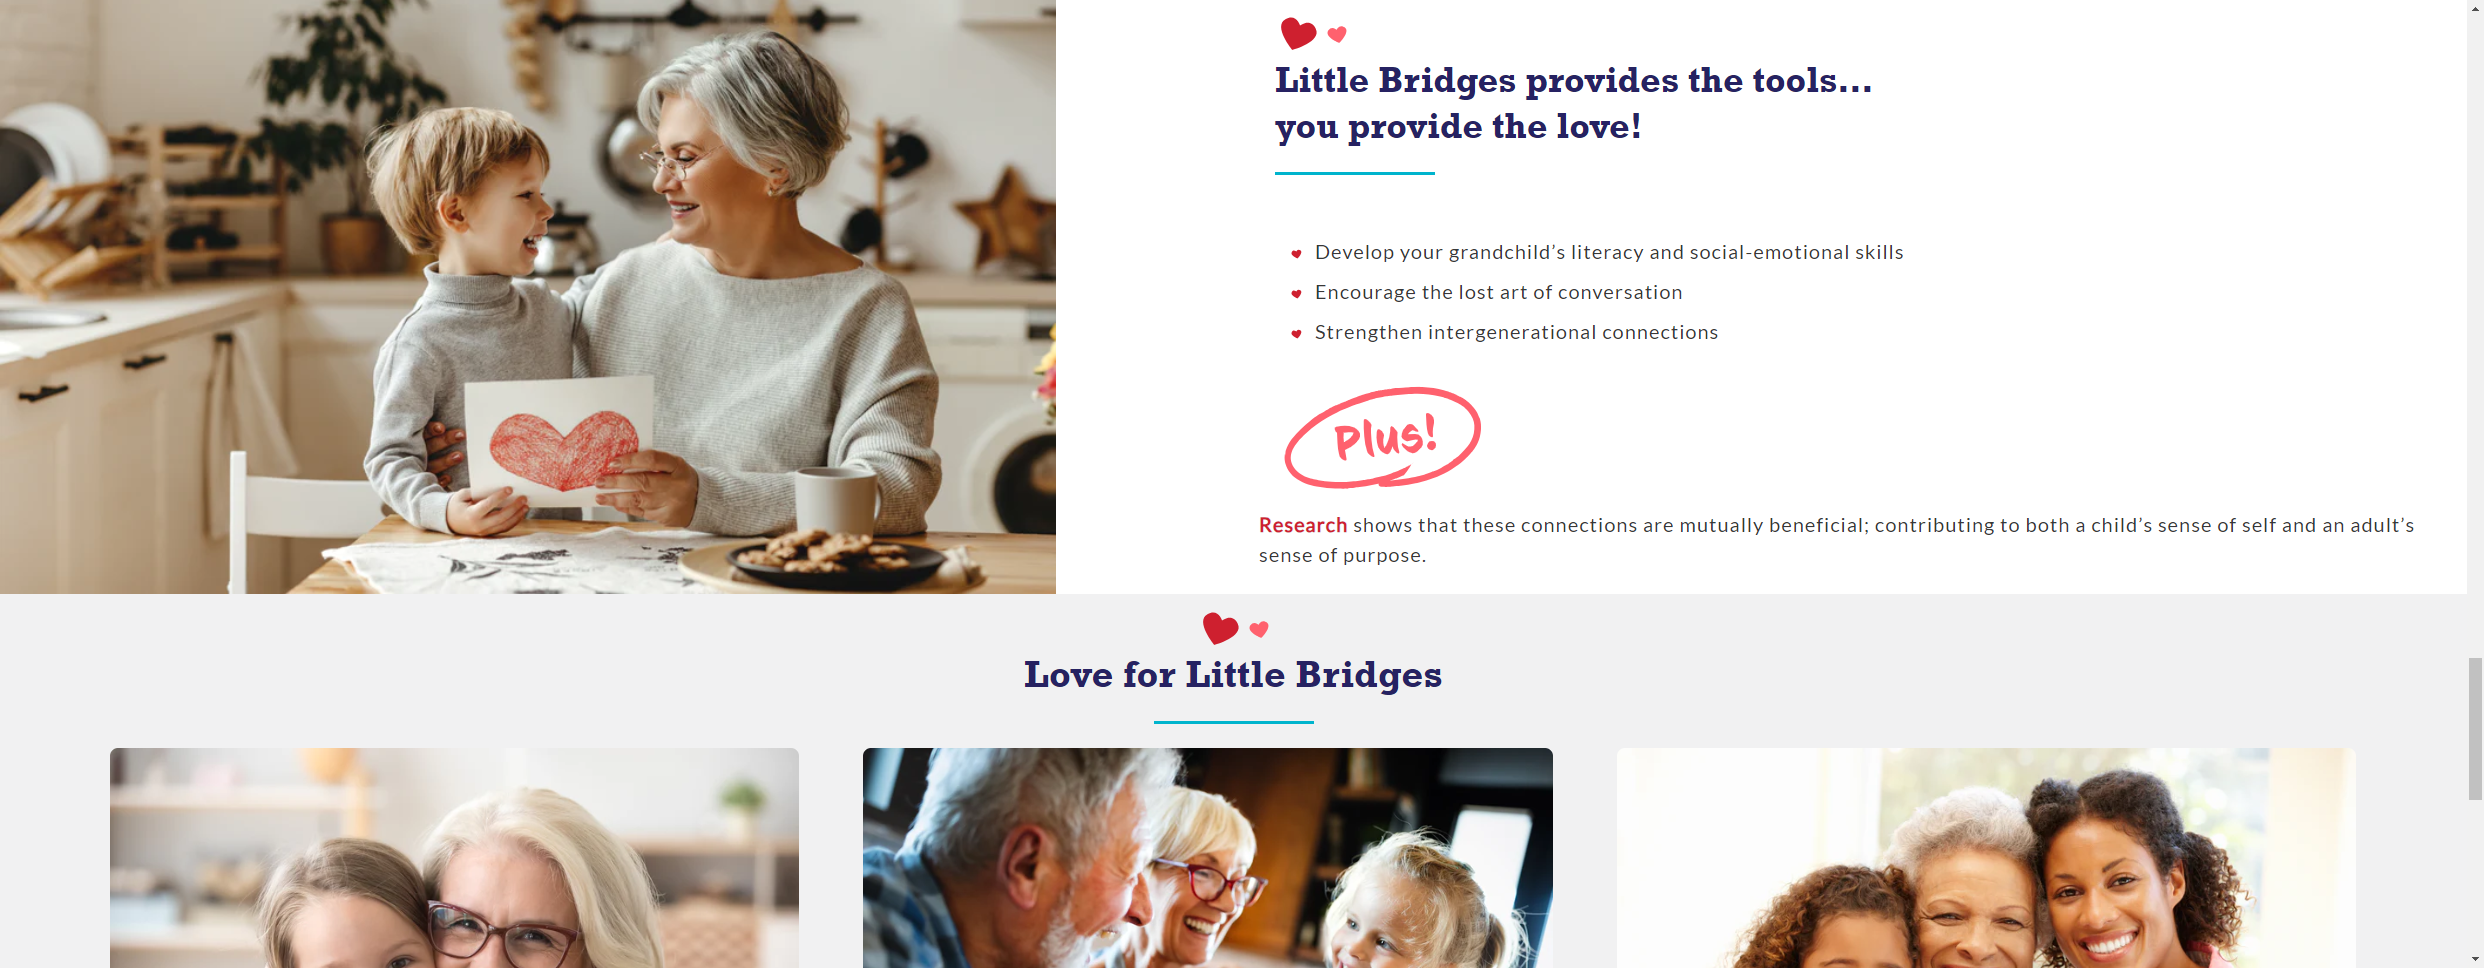 Little Bridges provides the tools...
you provide the love!
Develop your grandchild’s literacy and social-emotional skills
Encourage the lost art of conversation
Strengthen intergenerational connections
Plus!
Research shows that these connections are mutually beneficial; contributing to both a child’s sense of self and an adult’s
sense of purpose.
Love for Little Bridges